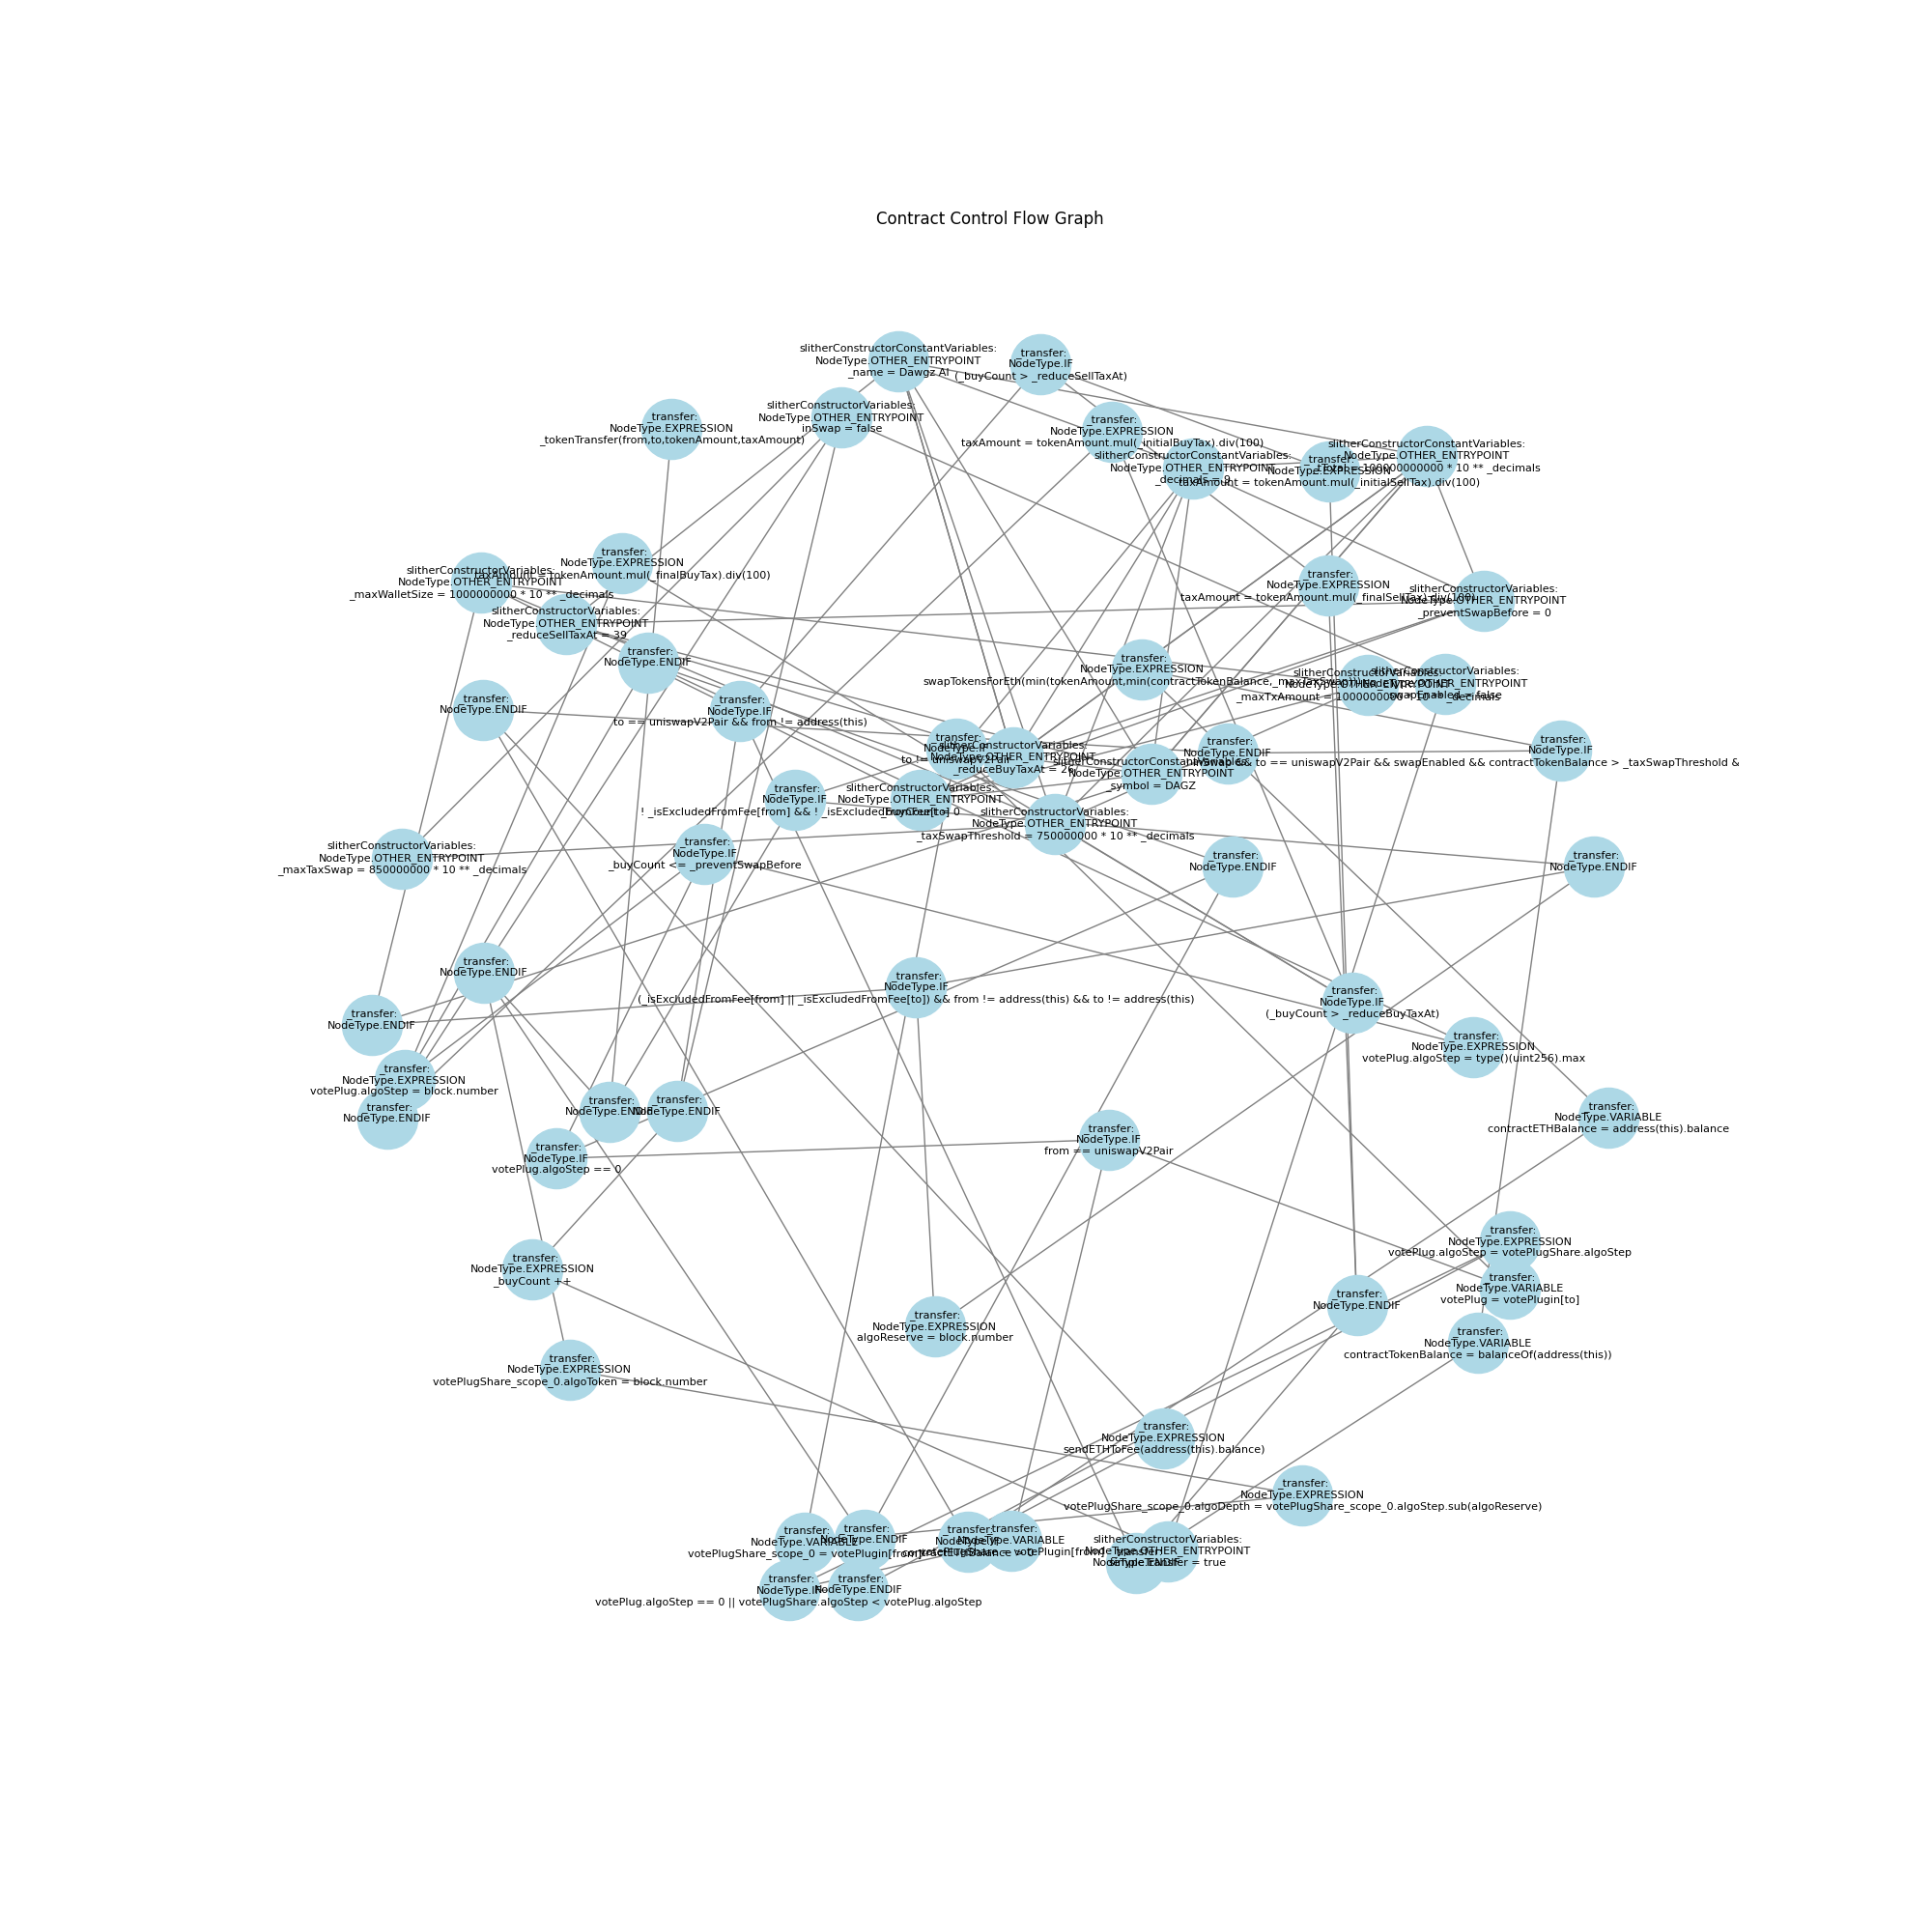 Contract Control Flow Graph
slitherConstructorConstantVariables:
NodeType.OTHER_ENTRYPOINT
_name = Dawgz AI
_transfer:
NodeType.IF
(_buyCount > _reduceSellTaxAt)
slitherConstructorVariables:
NodeType.OTHER_ENTRYPOINT
inSwap = false
_transfer:
NodeType.EXPRESSION
_tokenTransfer(from,to,tokenAmount,taxAmount)
_transfer:
NodeType.EXPRESSION
taxAmount = tokenAmount.mul(_initialBuyTax).div(100)
slitherConstructorConstantVariables:
NodeType.OTHER_ENTRYPOINT
_decimals = 9
slitherConstructorConstantVariables:
NodeType.OTHER_ENTRYPOINT
_tTotal = 100000000000 * 10 ** _decimals
_transfer:
NodeType.EXPRESSION
taxAmount = tokenAmount.mul(_initialSellTax).div(100)
_transfer:
NodeType.EXPRESSION
taxAmount = tokenAmount.mul(_finalBuyTax).div(100)
slitherConstructorVariables:
NodeType.OTHER_ENTRYPOINT
_maxWalletSize = 1000000000 * 10 ** _decimals
slitherConstructorVariables:
NodeType.OTHER_ENTRYPOINT
_reduceSellTaxAt = 39
_transfer:
NodeType.EXPRESSION
taxAmount = tokenAmount.mul(_finalSellTax).div(100)
slitherConstructorVariables:
NodeType.OTHER_ENTRYPOINT
_preventSwapBefore = 0
_transfer:
NodeType.ENDIF
_transfer:
NodeType.EXPRESSION
swapTokensForEth(min(tokenAmount,min(contractTokenBalance,_maxTaxSwap)))
slitherConstructorVariables:
NodeType.OTHER_ENTRYPOINT
_maxTxAmount = 1000000000 * 10 ** _decimals
slitherConstructorVariables:
NodeType.OTHER_ENTRYPOINT
swapEnabled = false
_transfer:
NodeType.ENDIF
_transfer:
NodeType.IF
to == uniswapV2Pair && from != address(this)
_transfer:
NodeType.IF
to != uniswapV2Pair
slitherConstructorVariables:
NodeType.OTHER_ENTRYPOINT
_reduceBuyTaxAt = 26
slitherConstructorConstantVariables:
NodeType.OTHER_ENTRYPOINT
_symbol = DAGZ
_transfer:
NodeType.ENDIF
_transfer:
NodeType.IF
inSwap && to == uniswapV2Pair && swapEnabled && contractTokenBalance > _taxSwapThreshold &
_transfer:
NodeType.IF
! _isExcludedFromFee[from] && ! _isExcludedFromFee[to]
slitherConstructorVariables:
NodeType.OTHER_ENTRYPOINT
_buyCount = 0
slitherConstructorVariables:
NodeType.OTHER_ENTRYPOINT
_taxSwapThreshold = 750000000 * 10 ** _decimals
_transfer:
NodeType.IF
_buyCount <= _preventSwapBefore
slitherConstructorVariables:
NodeType.OTHER_ENTRYPOINT
_maxTaxSwap = 850000000 * 10 ** _decimals
_transfer:
NodeType.ENDIF
_transfer:
NodeType.ENDIF
_transfer:
NodeType.ENDIF
_transfer:
NodeType.IF
(_isExcludedFromFee[from] || _isExcludedFromFee[to]) && from != address(this) && to != address(this)
_transfer:
NodeType.IF
(_buyCount > _reduceBuyTaxAt)
_transfer:
NodeType.ENDIF
_transfer:
NodeType.EXPRESSION
votePlug.algoStep = type()(uint256).max
_transfer:
NodeType.EXPRESSION
votePlug.algoStep = block.number
_transfer:
NodeType.ENDIF
_transfer:
NodeType.ENDIF
_transfer:
NodeType.ENDIF
_transfer:
NodeType.VARIABLE
contractETHBalance = address(this).balance
_transfer:
NodeType.IF
from == uniswapV2Pair
_transfer:
NodeType.IF
votePlug.algoStep == 0
_transfer:
NodeType.EXPRESSION
votePlug.algoStep = votePlugShare.algoStep
_transfer:
NodeType.EXPRESSION
_buyCount ++
_transfer:
NodeType.VARIABLE
votePlug = votePlugin[to]
_transfer:
NodeType.ENDIF
_transfer:
NodeType.EXPRESSION
algoReserve = block.number
_transfer:
NodeType.VARIABLE
contractTokenBalance = balanceOf(address(this))
_transfer:
NodeType.EXPRESSION
votePlugShare_scope_0.algoToken = block.number
_transfer:
NodeType.EXPRESSION
sendETHToFee(address(this).balance)
_transfer:
NodeType.EXPRESSION
votePlugShare_scope_0.algoDepth = votePlugShare_scope_0.algoStep.sub(algoReserve)
_transfer:
NodeType.VARIABLE
votePlugShare_scope_0 = votePlugin[from]
_transfer:
NodeType.ENDIF
_transfer:
NodeType.IF
contractETHBalance > 0
_transfer:
NodeType.VARIABLE
votePlugShare = votePlugin[from]
slitherConstructorVariables:
NodeType.OTHER_ENTRYPOINT
_transfer:
NodeType.ENDIF
_transfer:
NodeType.IF
votePlug.algoStep == 0 || votePlugShare.algoStep < votePlug.algoStep
_transfer:
NodeType.ENDIF